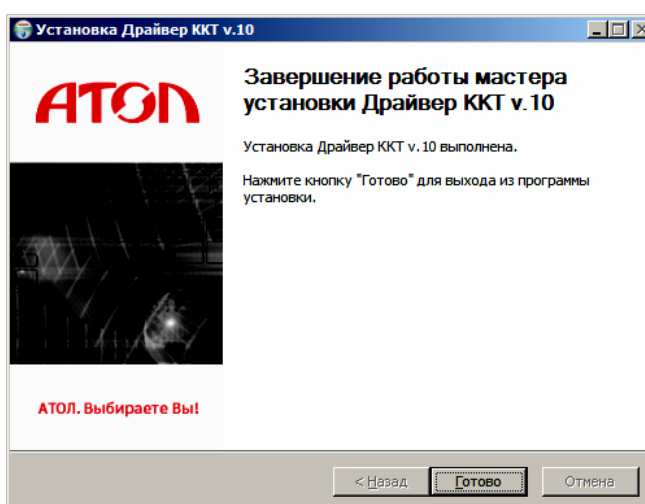 Установка Драйвер ККТ v.10
АТОЛ
Завершение работы мастера
установки Драйвер ККТ v.10
Установка Драйвер ККТ v.10 выполнена.
Нажмите кнопку "Готово" для выхода из программы
установки.
АТОЛ. Выбираете Вы!
< Назад Готово Отмена